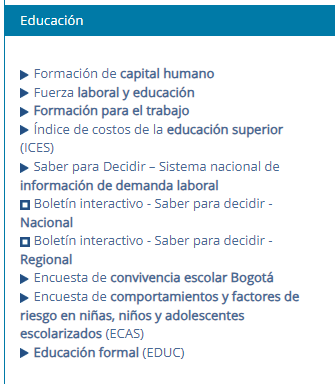 Educación
Formación de capital humano
Fuerza laboral y educación
Formación para el trabajo
Índice de costos de la educación superior
(ICES)
Saber para Decidir – Sistema nacional de
información de demanda laboral
Boletín interactivo - Saber para decidir -
Nacional
Boletín interactivo - Saber para decidir -
Regional
Encuesta de convivencia escolar Bogotá
Encuesta de comportamientos y factores de
riesgo en niñas, niños y adolescentes
escolarizados (ECAS)
Educación formal (EDUC)